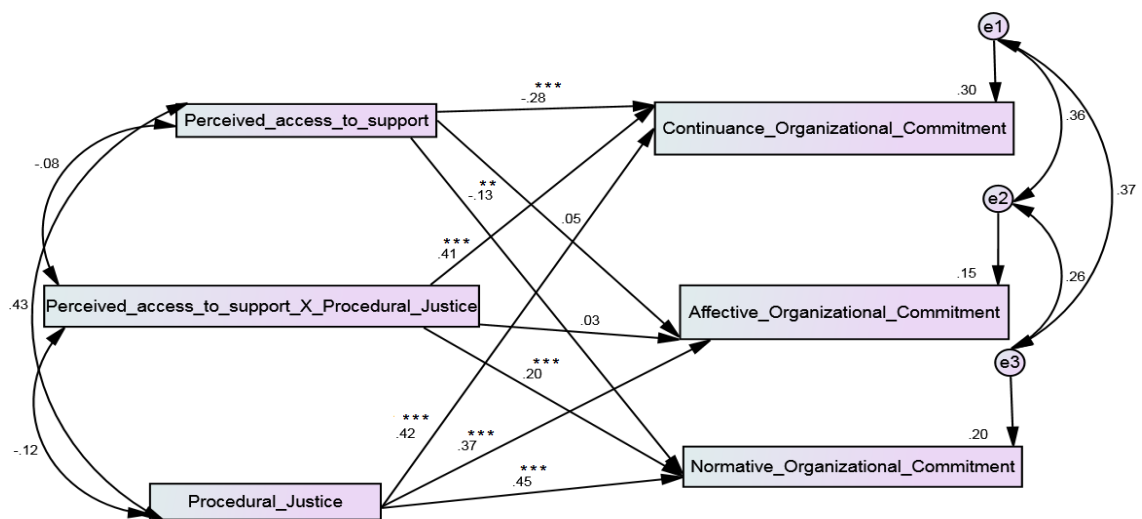 e1
***
-.28
.30
Perceived_access_to_support
Continuance_Organizational_Commitment
.36
-.08
**
-.13
e2
.37
.05
***
.41
.15
.26
.43
Perceived_access_to_support_X_Procedural_Justice
Affective_Organizational_Commitment
.03
e3
***
.20
***
.42
***
.37
.20
-.12
***
.45
Normative_Organizational_Commitment
Procedural_Justice